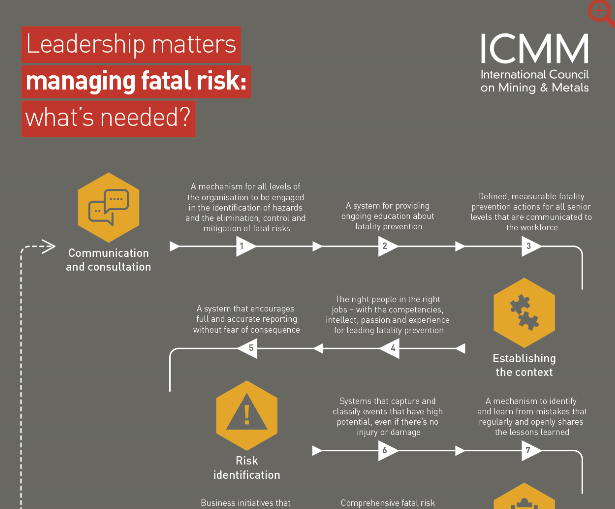 Leadership matters
managing fatal risk:
what's needed?
ICMM
International Council
on Mining & Metals
Communication
and consultation
A mechanism for all levels of
the organisation to be engaged
in the identification of hazards
and the elimination, control and
mitigation of fatal risks
1
A system for providing
ongoing education about
fatality prevention
2
Defined, measurable fatality
prevention actions for all senior
levels that are communicated to
the workforce
3
Establishing
the context
The right people in the right
jobs – with the competencies,
intellect, passion and experience
for leading fatality prevention
4
A system that encourages
full and accurate reporting
without fear of consequence
5
Risk
identification
Systems that capture and
classify events that have high
potential, even if there's no
injury or damage
6
A mechanism to identify
and learn from mistakes that
regularly and openly shares
the lessons learned
7
Business initiatives that
Comprehensive fatal risk